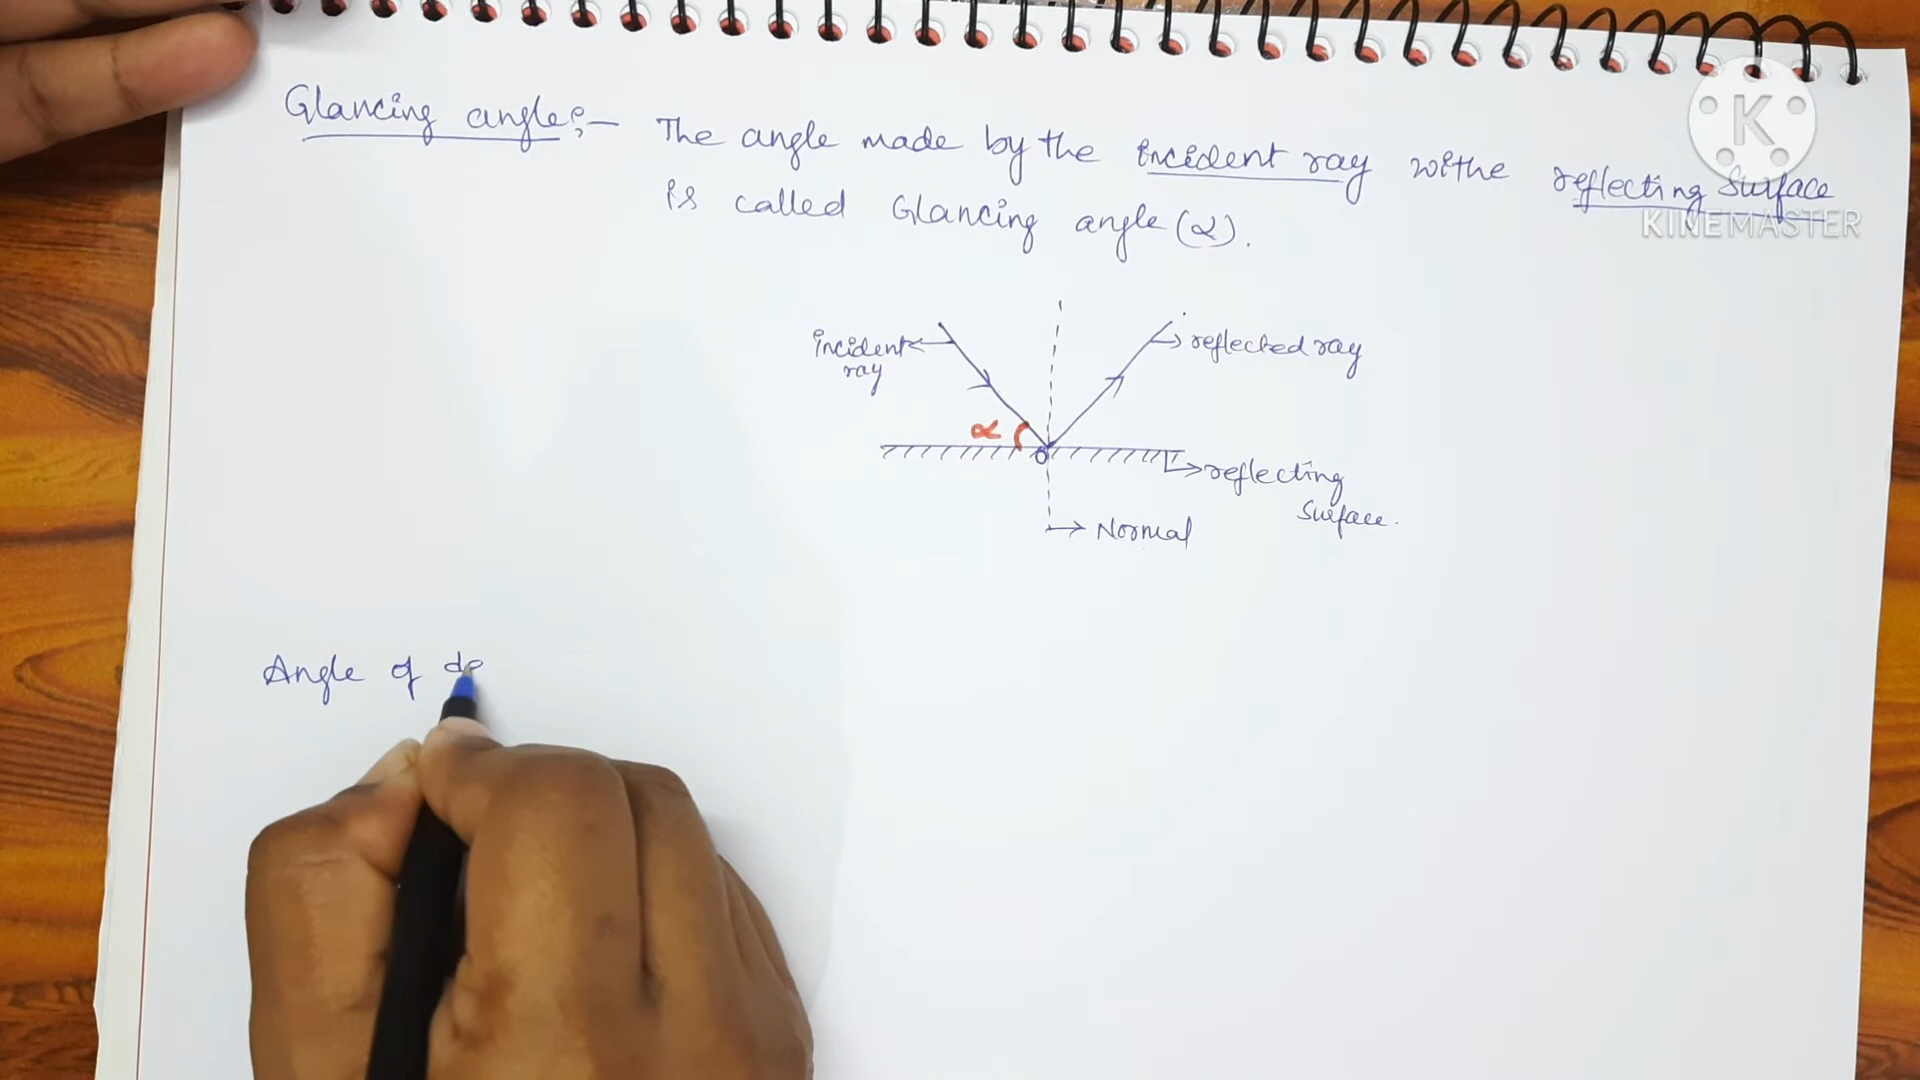 Glancing angle:- The angle made by the incident ray withe reflecting surface
is called Glancing angle (α).
incident
ray
reflected ray
α
O
reflecting
surface.
Normal
Angle of de
K
KINEMASTER